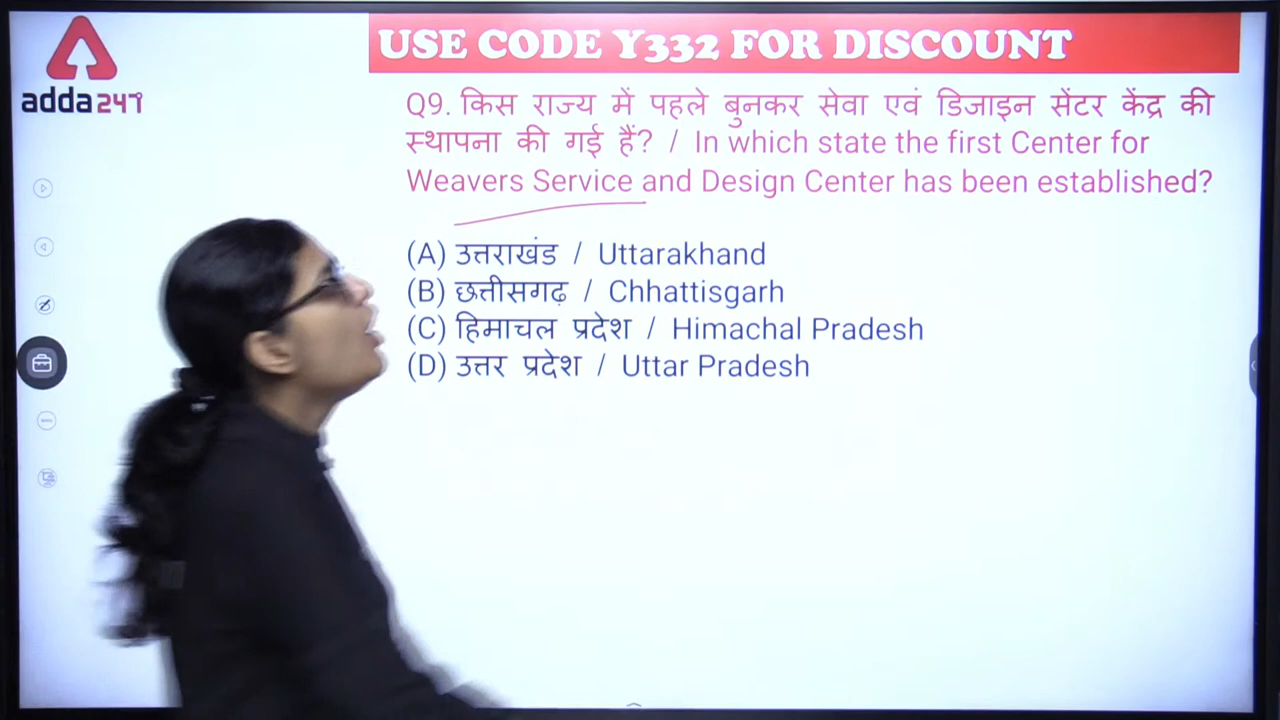 adda247
USE CODE Y332 FOR DISCOUNT
Q9. किस राज्य में पहले बुनकर सेवा एवं डिजाइन सेंटर केंद्र की
स्थापना की गई हैं? / In which state the first Center for
Weavers Service and Design Center has been established?
(A) उत्तराखंड / Uttarakhand
(B) छत्तीसगढ़ / Chhattisgarh
(C) हिमाचल प्रदेश / Himachal Pradesh
(D) उत्तर प्रदेश / Uttar Pradesh